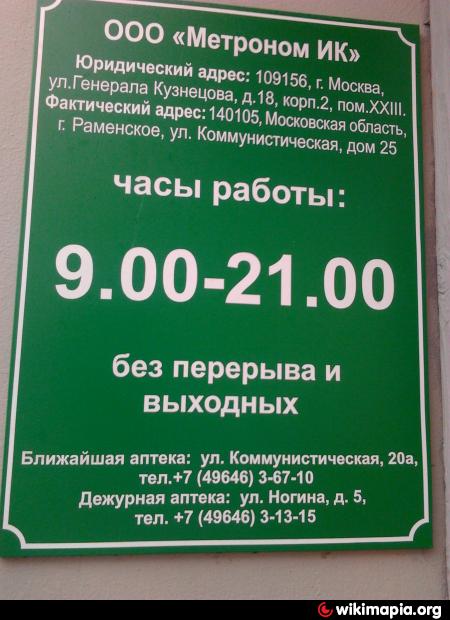 ООО «Метроном ИК»
Юридический адрес: 109156, г. Москва,
ул.Генерала Кузнецова, д.18, корп.2, пом.XXIII.
Фактический адрес: 140105, Московская область,
г. Раменское, ул. Коммунистическая, дом 25
часы работы:
9.00-21.00
без перерыва и
выходных
Ближайшая аптека: ул. Коммунистическая, 20а,
тел.+7 (49646) 3-67-10
Дежурная аптека: ул. Ногина, д. 5,
тел. +7 (49646) 3-13-15
wikimapia.org